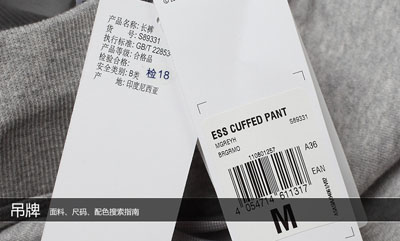 产品名称: 长裤
货 号: S89331
执行标准: GB/T 22853
产品等级: 合格品
检验合格:
检18
安全类别: B类
产 地: 印度尼西亚
ESS CUFFED PANT
MGREYH
S89331
BRGRMD
110801257
A36
EAN
4 054714 611317
M
吊牌
面料、尺码、配色搜索指南